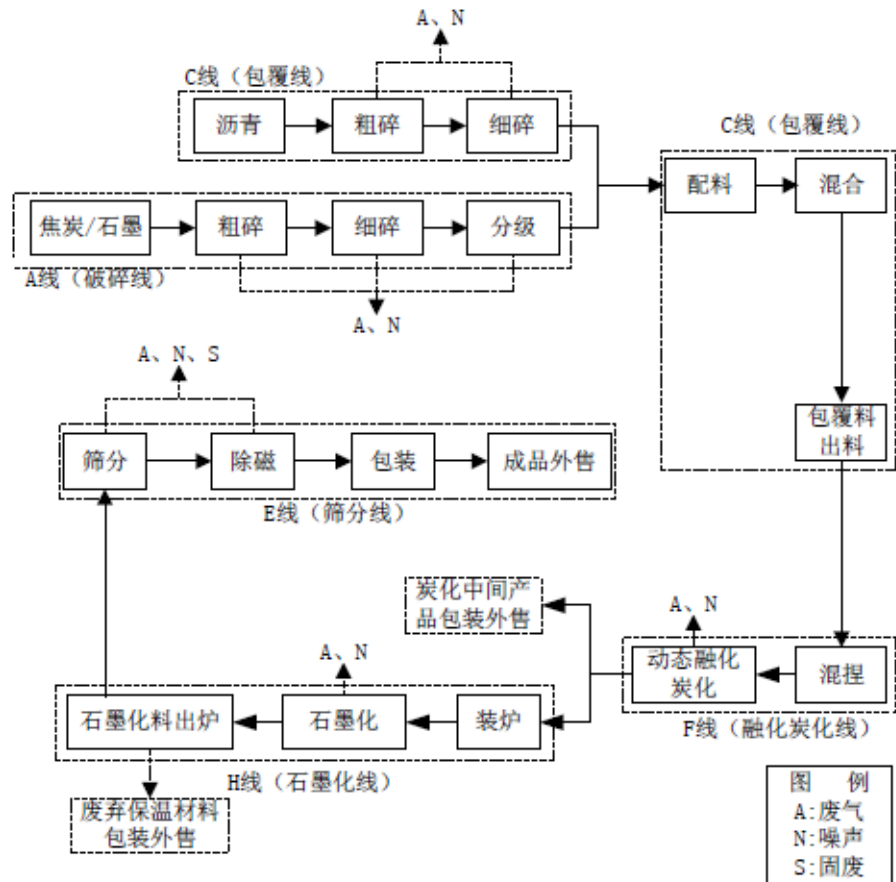 A、N
C线（包覆线）
沥青
粗碎
细碎
C线（包覆线）
配料
混合
焦炭/石墨
粗碎
细碎
分级
A线（破碎线）
A、N
A、N、S
包覆料
出料
筛分
除磁
包装
成品外售
E线（筛分线）
炭化中间产
品包装外售
A、N
动态融化
炭化
混捏
F线（融化炭化线）
A、N
石墨化料出炉
石墨化
装炉
H线（石墨化线）
废弃保温材料
包装外售
图 例
A:废气
N:噪声
S:固废